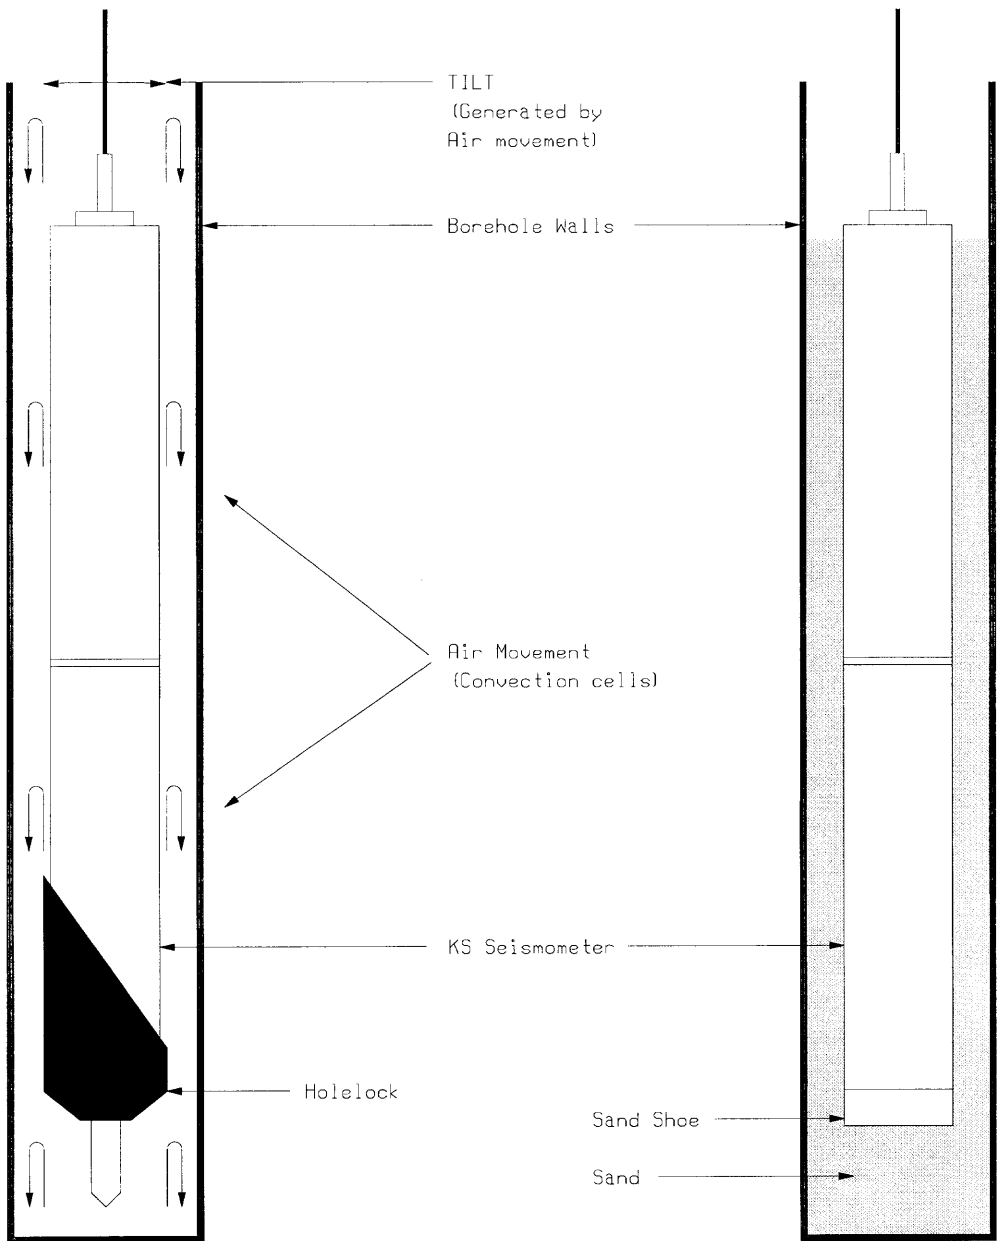 TILT
(Generated by
Air movement)
Borehole Walls
Air Movement
(Convection cells)
KS Seismometer
Holelock
Sand Shoe
Sand